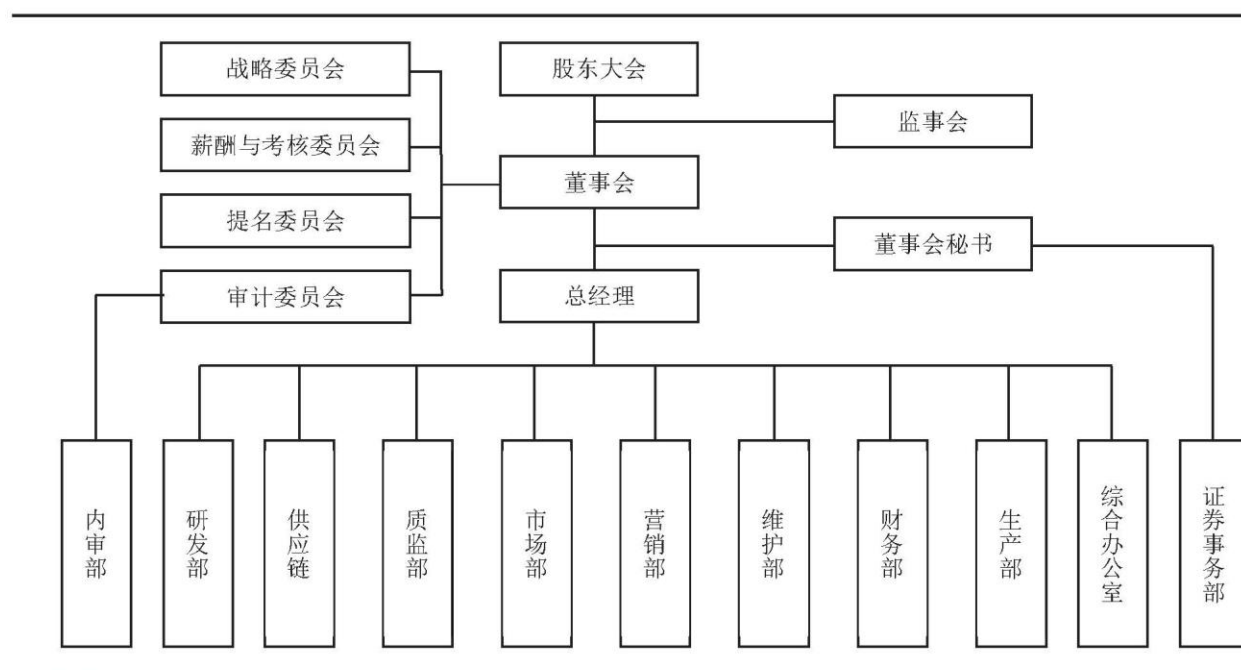 战略委员会
股东大会
监事会
薪酬与考核委员会
董事会
提名委员会
董事会秘书
审计委员会
总经理
内审部
研发部
供应链
质监部
市场部
营销部
维护部
财务部
生产部
综合办公室
证券事务部